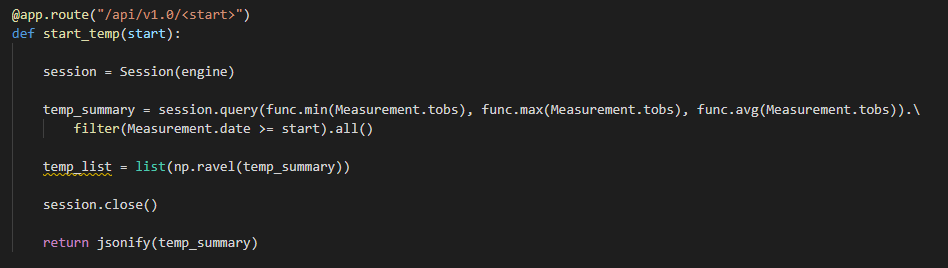 @app.route("/api/v1.0/<start>")
def start_temp(start):
session = Session(engine)
temp_summary = session.query(func.min(Measurement.tobs), func.max(Measurement.tobs), func.avg(Measurement.tobs)).\
filter(Measurement.date >= start).all()
temp_list = list(np.ravel(temp_summary))
session.close()
return jsonify(temp_summary)